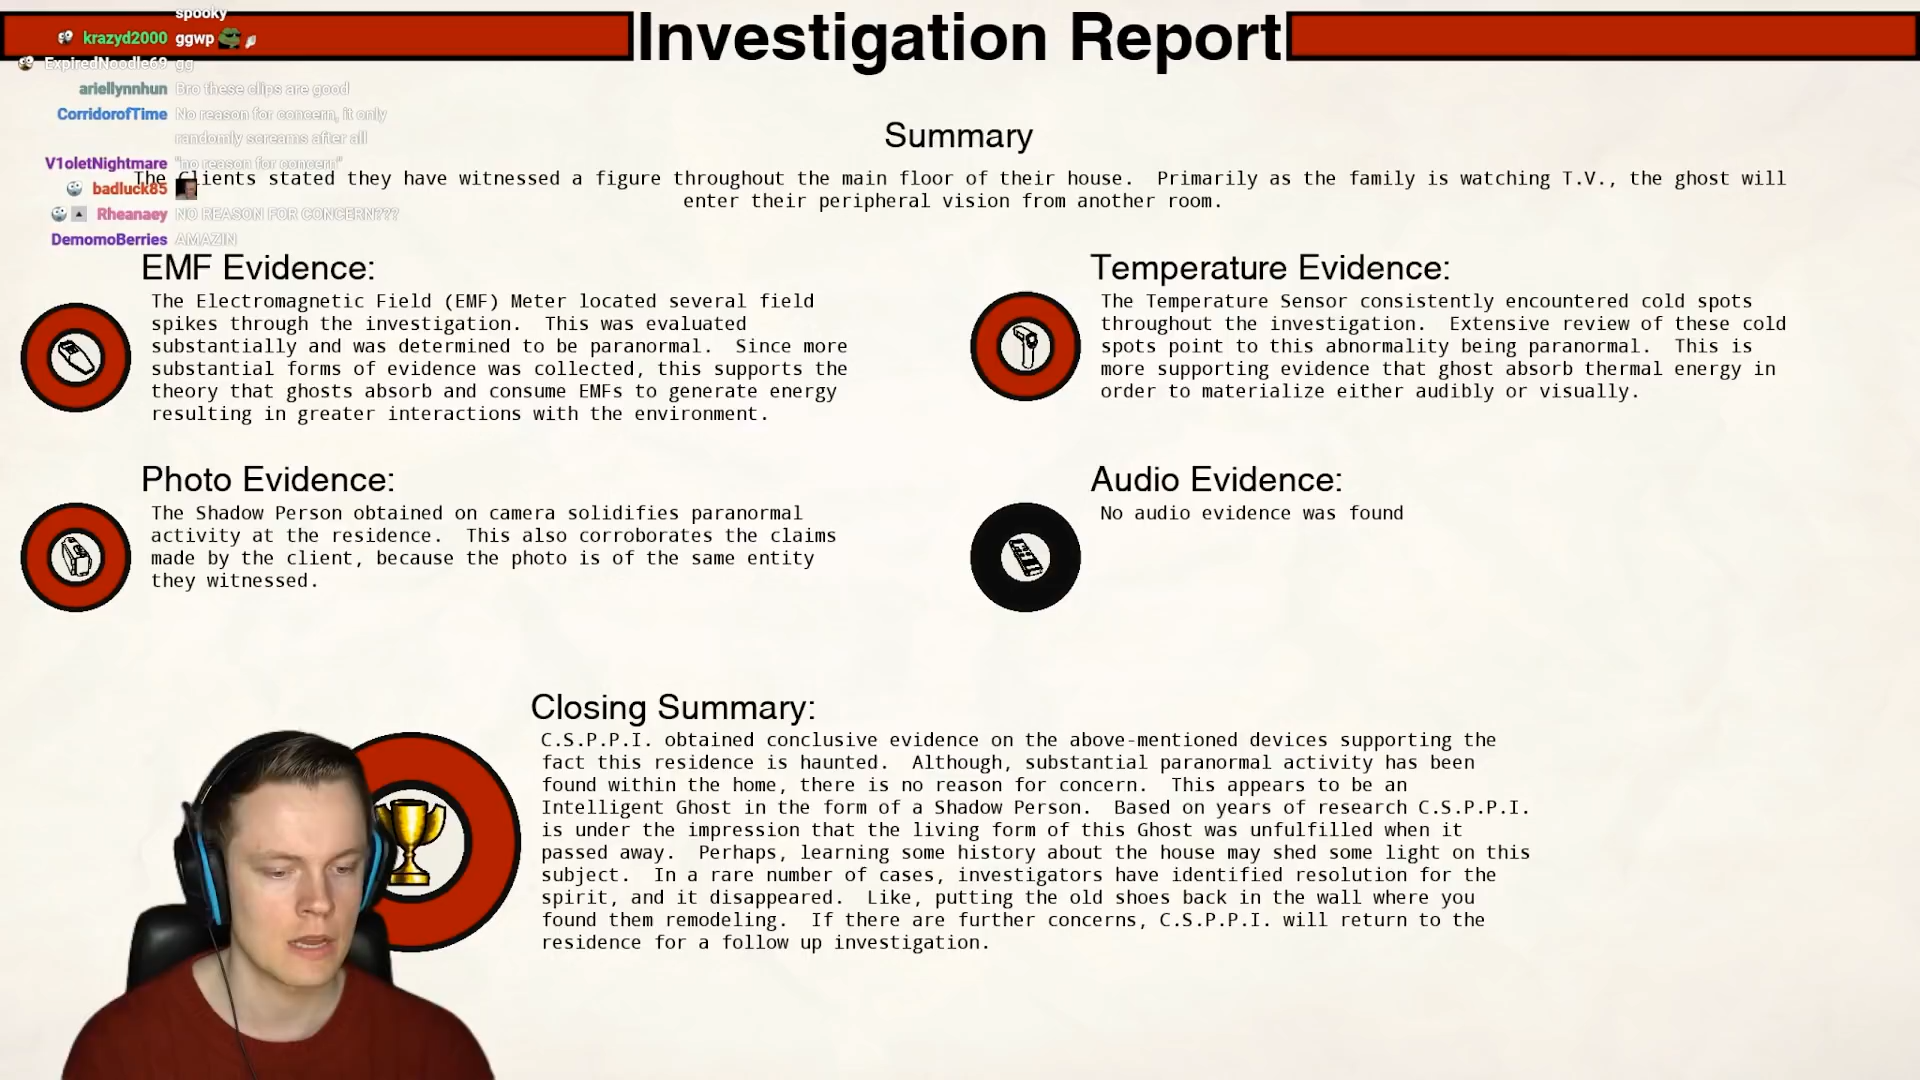 spooky
Investigation Report
krazyd2000 ggwp
ExpiredNoodle69 gg
ariellynnhun Bro these clips are good
CorridorofTime No reason for concern, it only
randomly screams after all
V1oletNightmare "no reason for concern"
badluck85
Rheanaey NO REASON FOR CONCERN???
DemomoBerries AMAZIN
Summary
The Clients stated they have witnessed a figure throughout the main floor of their house. Primarily as the family is watching T.V., the ghost will
enter their peripheral vision from another room.
EMF Evidence:
The Electromagnetic Field (EMF) Meter located several field
spikes through the investigation. This was evaluated
substantially and was determined to be paranormal. Since more
substantial forms of evidence was collected, this supports the
theory that ghosts absorb and consume EMFs to generate energy
resulting in greater interactions with the environment.
Temperature Evidence:
The Temperature Sensor consistently encountered cold spots
throughout the investigation. Extensive review of these cold
spots point to this abnormality being paranormal. This is
more supporting evidence that ghost absorb thermal energy in
order to materialize either audibly or visually.
Photo Evidence:
The Shadow Person obtained on camera solidifies paranormal
activity at the residence. This also corroborates the claims
made by the client, because the photo is of the same entity
they witnessed.
Audio Evidence:
No audio evidence was found
Closing Summary:
C.S.P.P.I. obtained conclusive evidence on the above-mentioned devices supporting the
fact this residence is haunted. Although, substantial paranormal activity has been
found within the home, there is no reason for concern. This appears to be an
Intelligent Ghost in the form of a Shadow Person. Based on years of research C.S.P.P.I.
is under the impression that the living form of this Ghost was unfulfilled when it
passed away. Perhaps, learning some history about the house may shed some light on this
subject. In a rare number of cases, investigators have identified resolution for the
spirit, and it disappeared. Like, putting the old shoes back in the wall where you
found them remodeling. If there are further concerns, C.S.P.P.I. will return to the
residence for a follow up investigation.